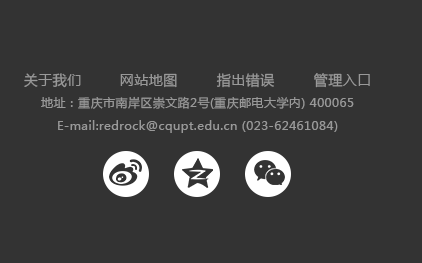 关于我们 网站地图 指出错误 管理入口
地址：重庆市南岸区崇文路2号(重庆邮电大学内) 400065
E-mail:redrock@cqupt.edu.cn (023-62461084)